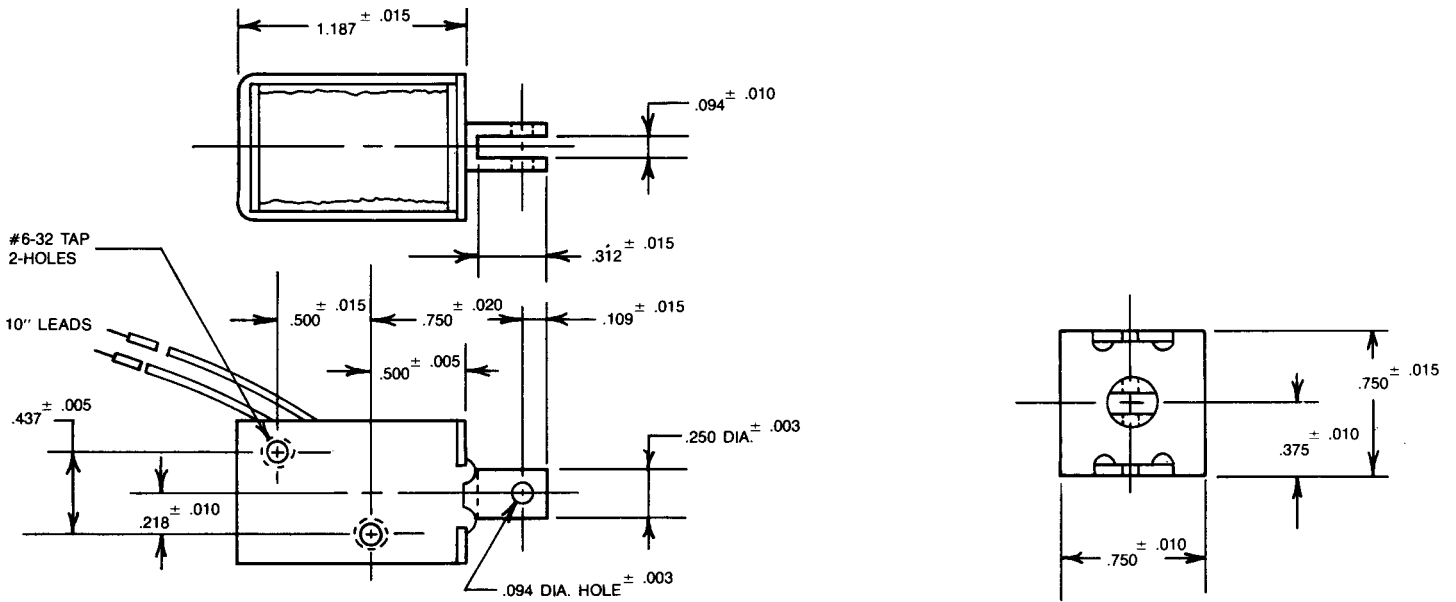 1.187 ± .015
.094 ± .010
.312 ± .015
#6-32 TAP
2-HOLES
.500 ± .015
.750 ± .020
.109 ± .015
10" LEADS
.500 ± .005
.437 ± .005
.250 DIA. ± .003
.218 ± .010
.094 DIA. HOLE ± .003
.750 ± .015
.375 ± .010
.750 ± .010